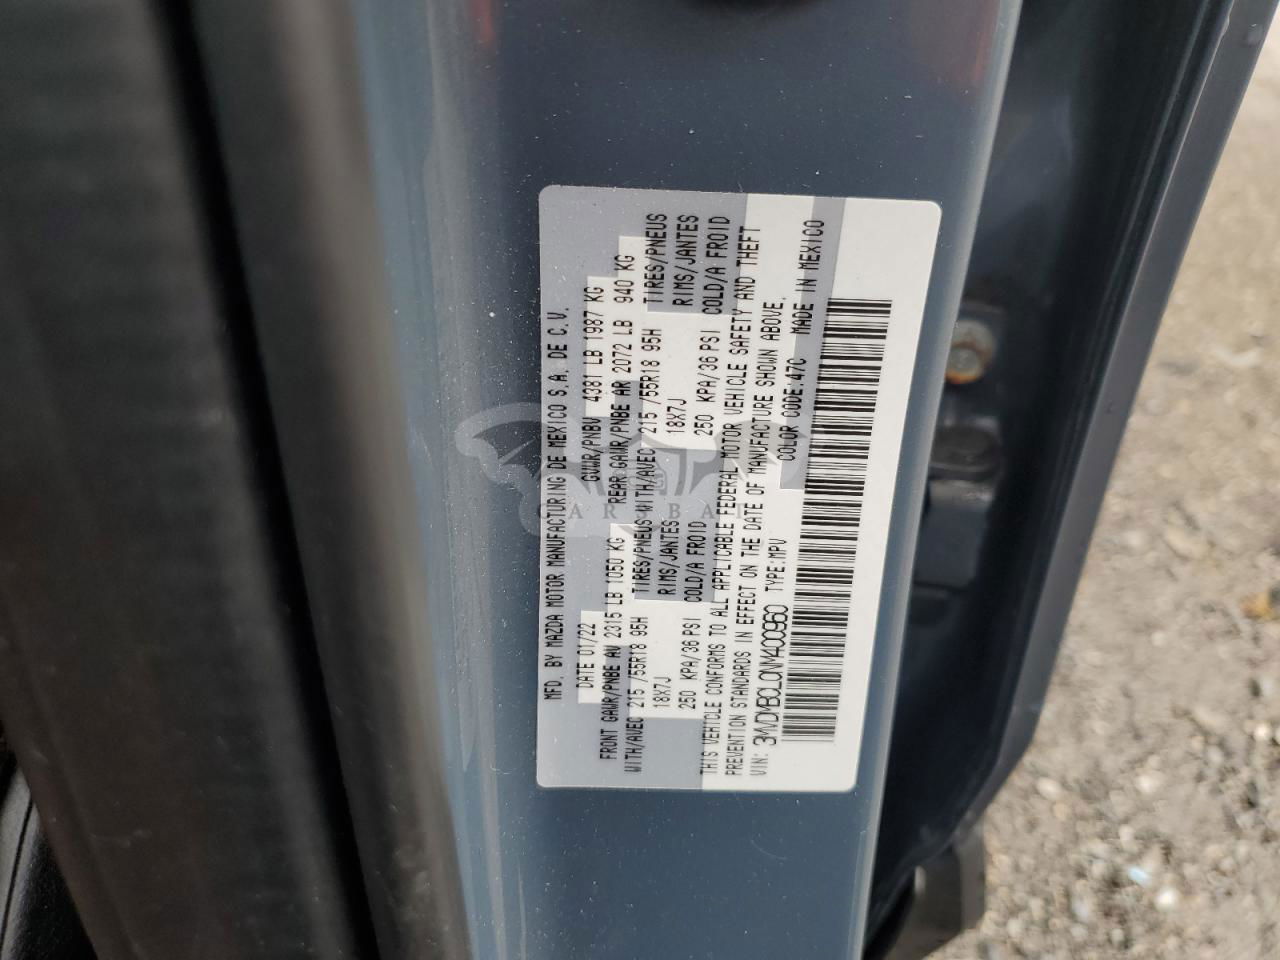 MFD. BY MAZDA MOTOR MANUFACTURING DE MEXICO S.A. DE C.V.
DATE 01/22 GVWR/PNBV 4381 LB 1987 KG
FRONT GAWR/PNBE AV 2315 LB 1050 KG REAR GAWR/PNBE AR 2072 LB 940 KG
WITH/AVEC 215 /55R18 95H TIRES/PNEUS WITH/AVEC 215 /55R18 95H TIRES/PNEUS
18X7J RIMS/JANTES 18X7J RIMS/JANTES
250 KPA/36 PSI COLD/A FROID 250 KPA/36 PSI COLD/A FROID
THIS VEHICLE CONFORMS TO ALL APPLICABLE FEDERAL MOTOR VEHICLE SAFETY AND THEFT
PREVENTION STANDARDS IN EFFECT ON THE DATE OF MANUFACTURE SHOWN ABOVE.
VIN: 3MVDMBCL0NM400960 TYPE:MPV COLOR CODE:47C MADE IN MEXICO
CARSBAT